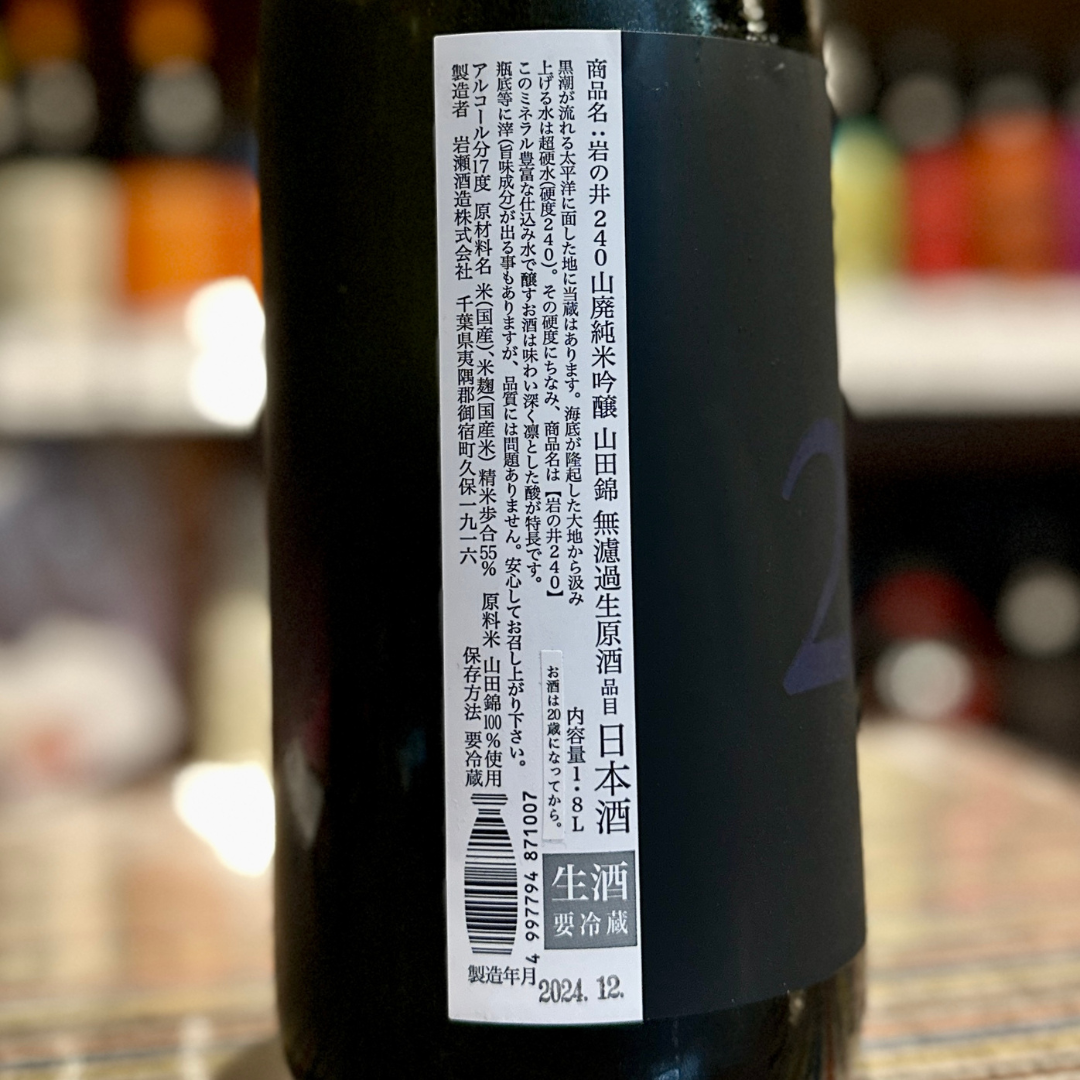 商品名：岩の井 240山廃純米吟醸 山田錦 無濾過生原酒 品目 日本酒
黒潮が流れる太平洋に面した地に当蔵はあります。海底が隆起した大地から汲み
上げる水は超硬水(硬度240)。その硬度にちなみ、商品名は【岩の井240】
このミネラル豊富な仕込み水で醸すお酒は味わい深く凛とした酸が特長です。
瓶底等に滓(旨味成分)が出る事もありますが、品質には問題ありません。安心してお召し上がり下さい。
アルコール分17度 原材料名 米(国産)、米麹(国産米) 精米歩合55% 原料米 山田錦100%使用
製造者 岩瀬酒造株式会社 千葉県夷隅郡御宿町久保一九一六 保存方法 要冷蔵
内容量1.8L
お酒は20歳になってから。
生酒
要冷蔵
4 997794 871007
製造年月 2024. 12.
2